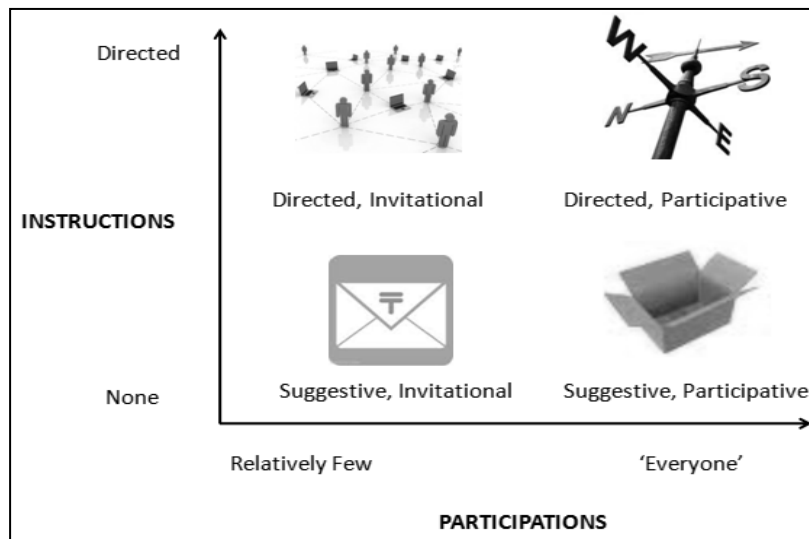 Directed
Directed, Invitational
Directed, Participative
INSTRUCTIONS
Suggestive, Invitational
Suggestive, Participative
None
Relatively Few
‘Everyone’
PARTICIPATIONS
W
S
N
E
〒